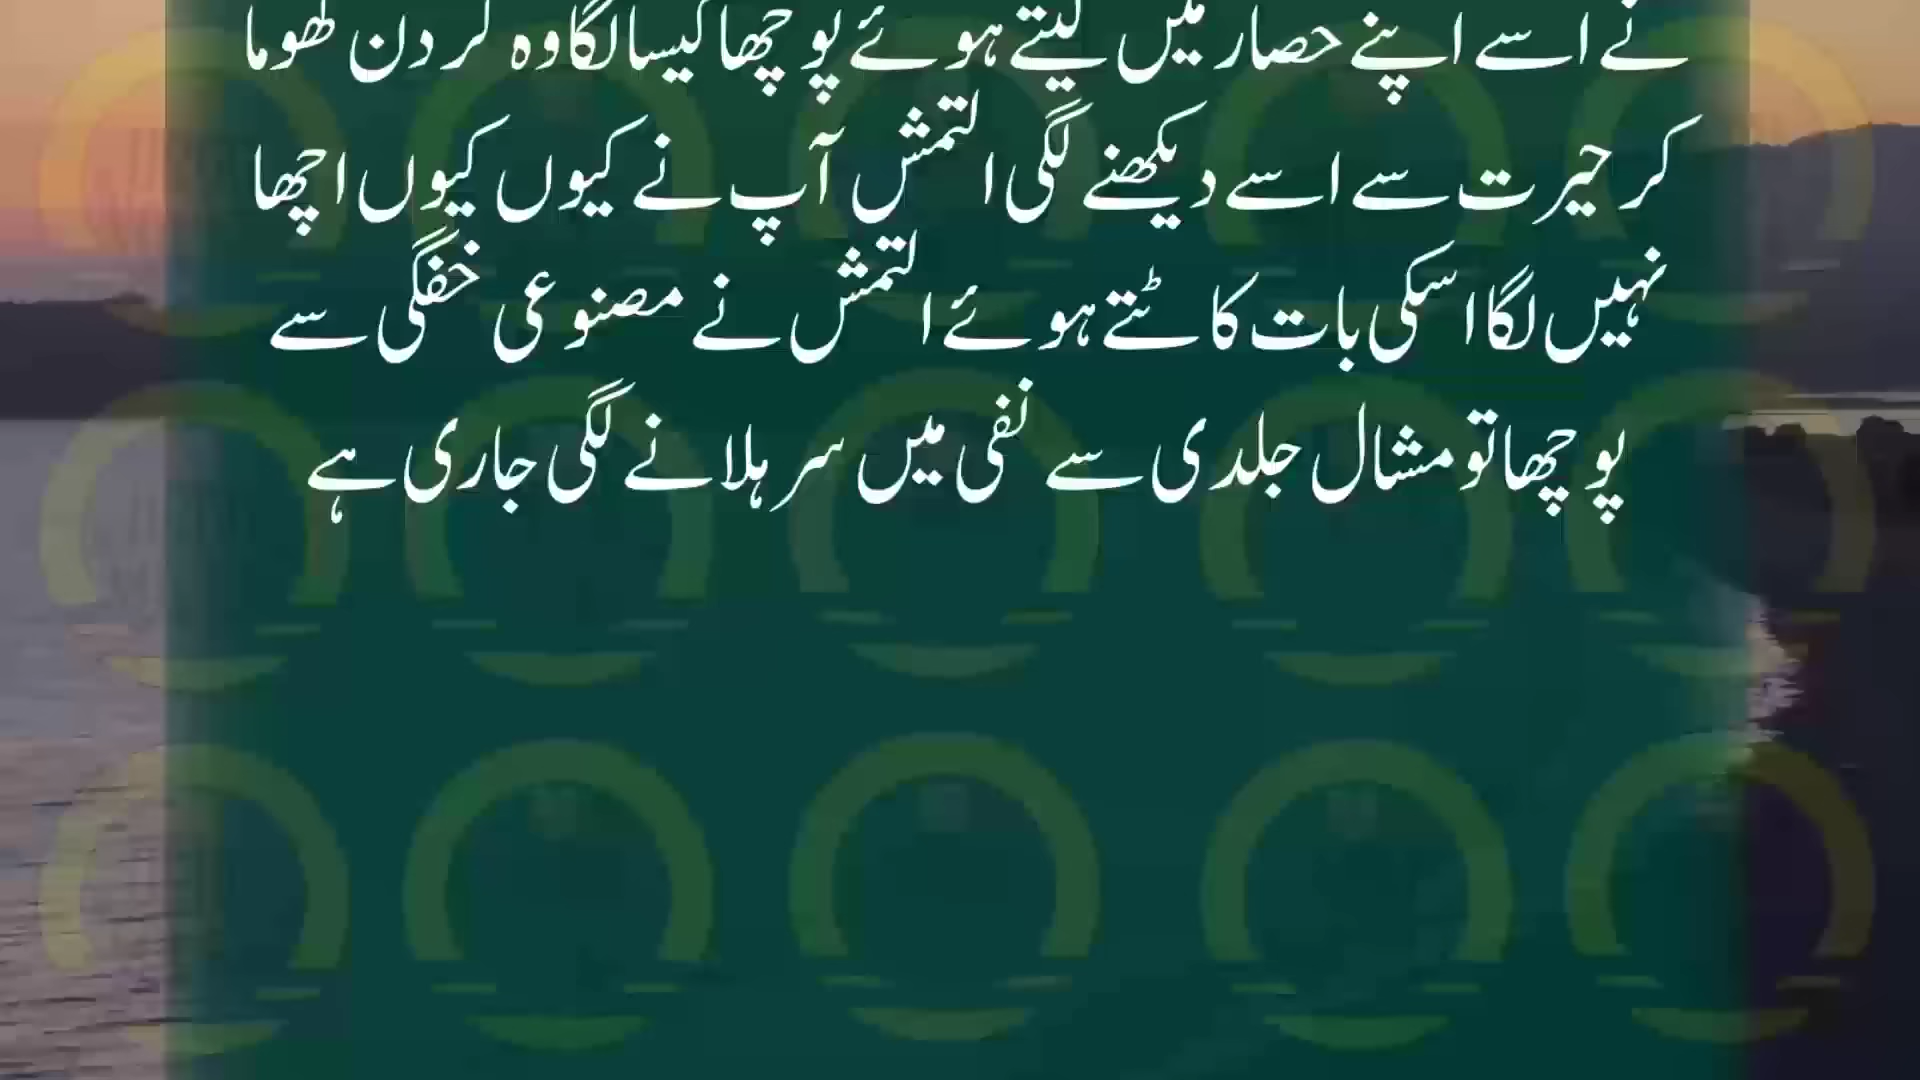 نے اسے اپنے حصار میں لیتے ہوئے پوچھا کیسا لگا وہ گردن گھوما
کر حیرت سے اسے دیکھنے لگی التمش آپ نے کیوں کیوں اچھا
نہیں لگا اسکی بات کاٹتے ہوئے التمش نے مصنوعی خفگی سے
پوچھا تو مشال جلدی سے نفی میں سر ہلانے لگی جاری ہے